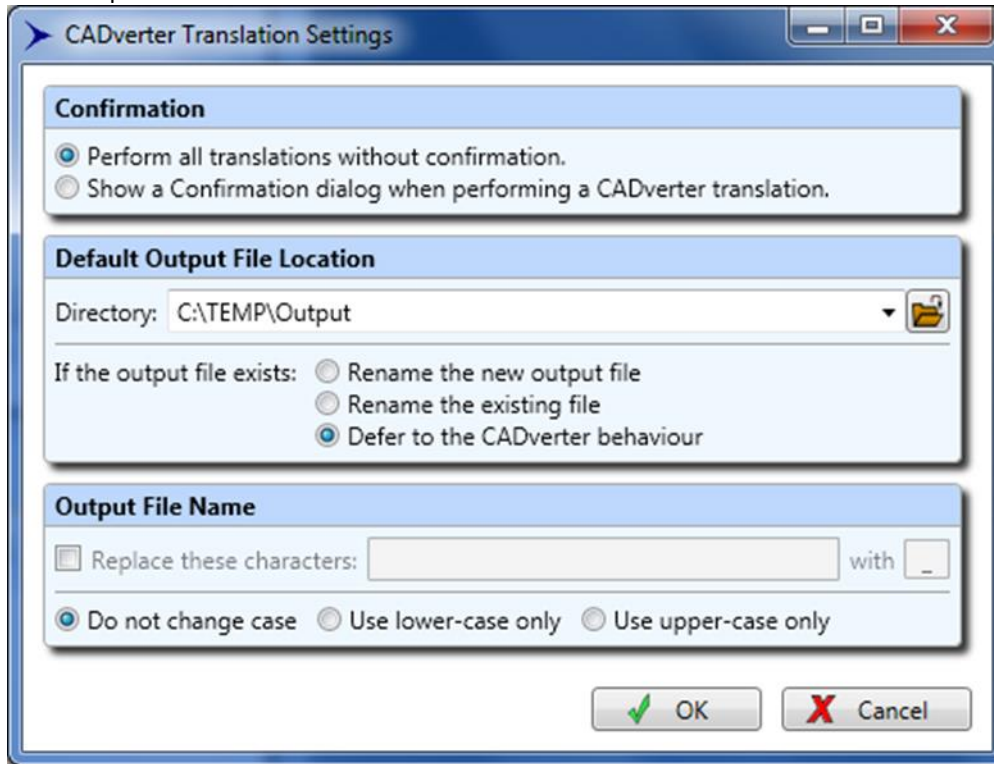 CADverter Translation Settings
Confirmation
Perform all translations without confirmation.
Show a Confirmation dialog when performing a CADverter translation.
Default Output File Location
Directory: C:\TEMP\Output
If the output file exists: Rename the new output file
Rename the existing file
Defer to the CADverter behaviour
Output File Name
Replace these characters: with _
Do not change case Use lower-case only Use upper-case only
OK Cancel